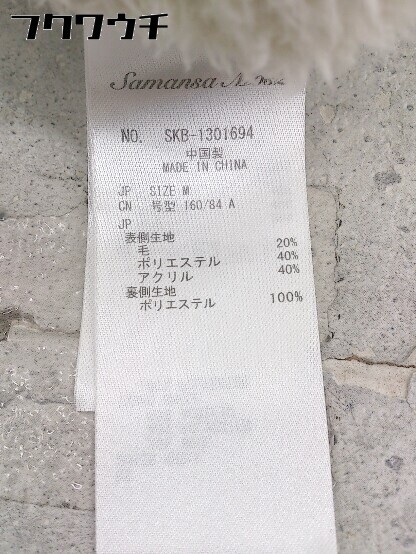 フクワウチ
Samansa
NO. SKB-1301694
中国製
MADE IN CHINA
JP SIZE M
CN 号型 160/84 A
JP
表側生地
毛 20%
ポリエステル 40%
アクリル 40%
裏側生地
ポリエステル 100%